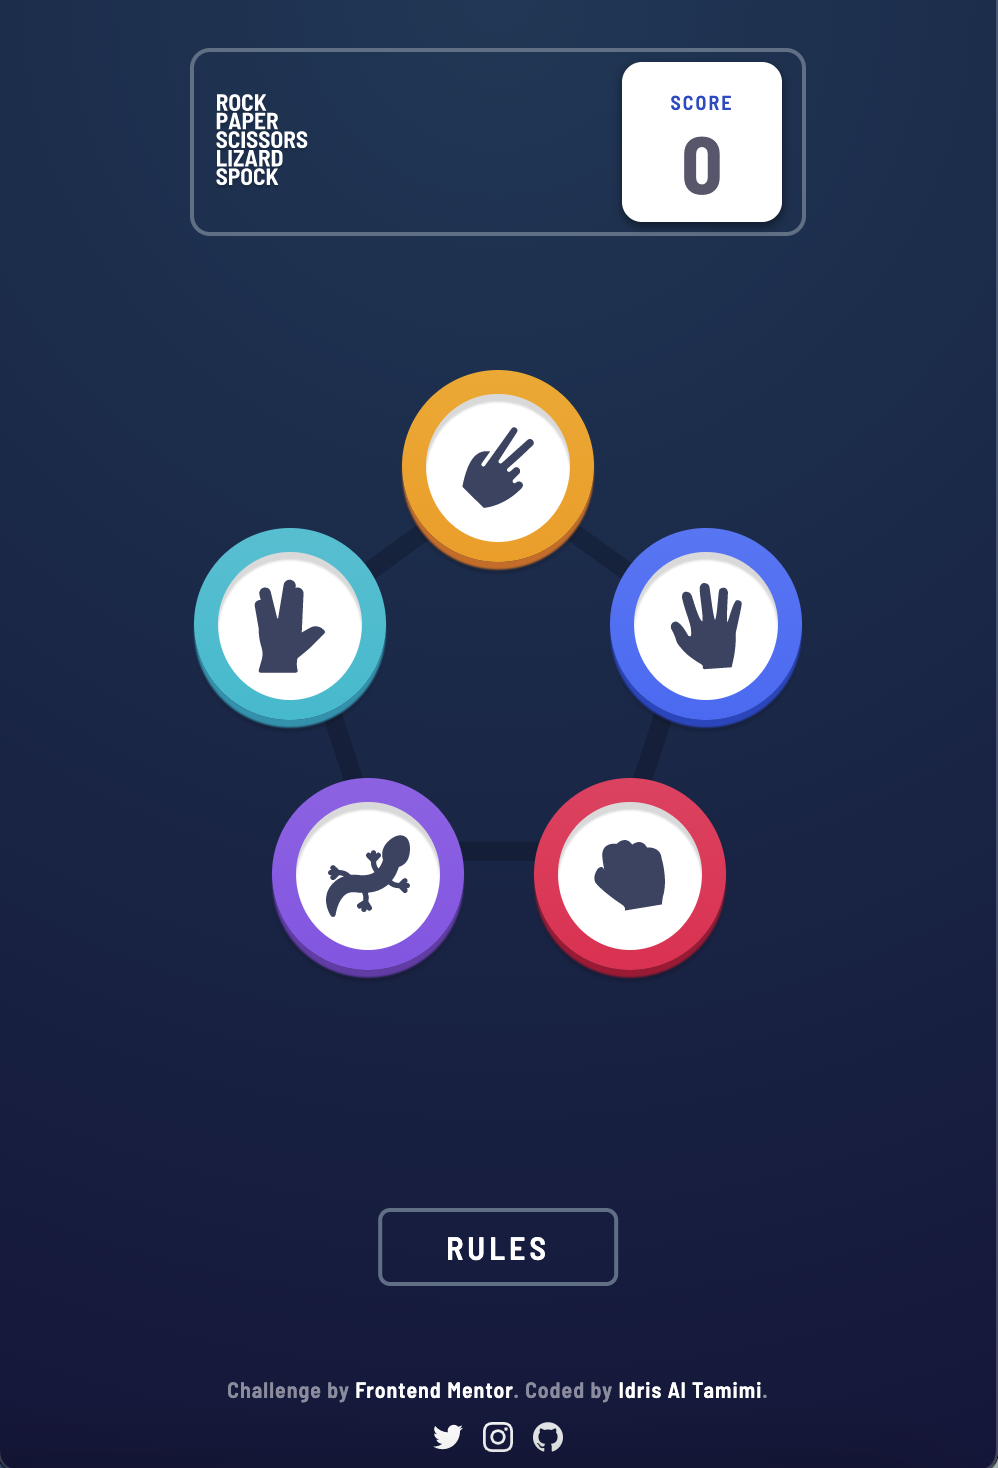 ROCK
PAPER
SCISSORS
LIZARD
SPOCK
SCORE
0
RULES
Challenge by Frontend Mentor. Coded by Idris Al Tamimi.